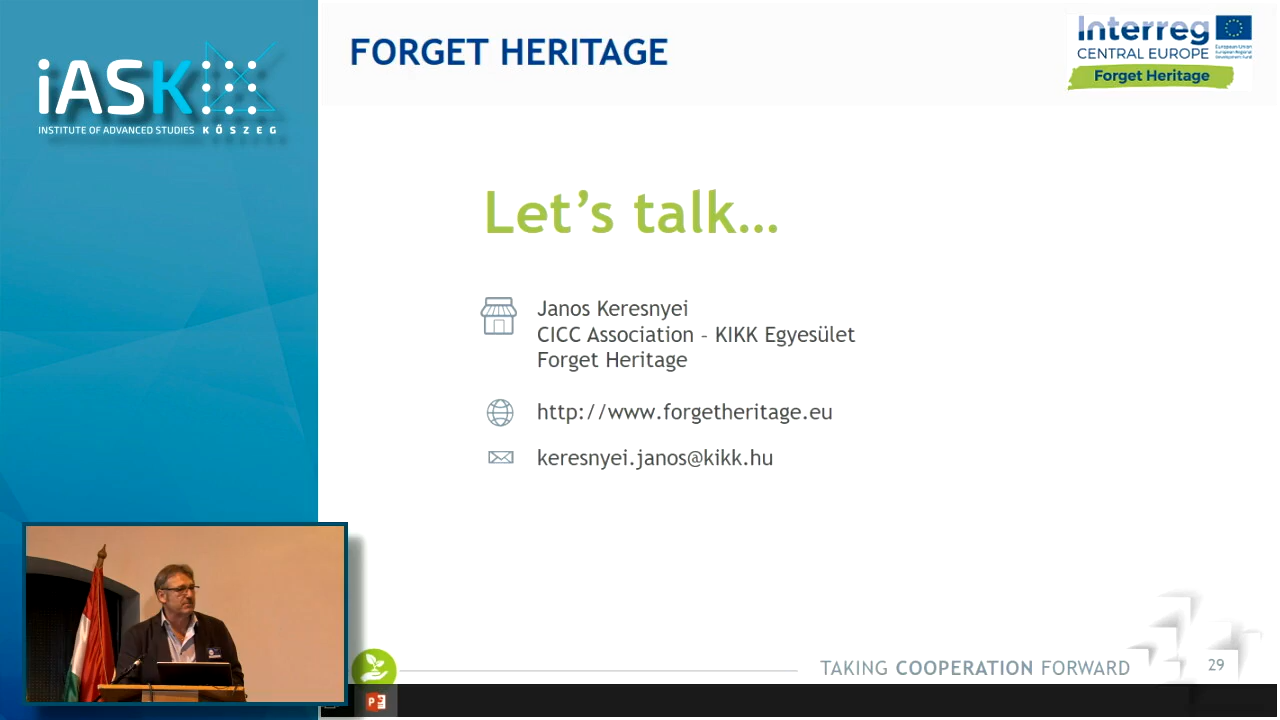 iASK
INSTITUTE OF ADVANCED STUDIES KŐSZEG
FORGET HERITAGE
Interreg
CENTRAL EUROPE
European Union
European Regional
Development Fund
Forget Heritage
Let's talk...
Janos Keresnyei
CICC Association - KIKK Egyesület
Forget Heritage
http://www.forgetheritage.eu
keresnyei.janos@kikk.hu
TAKING COOPERATION FORWARD
29
P